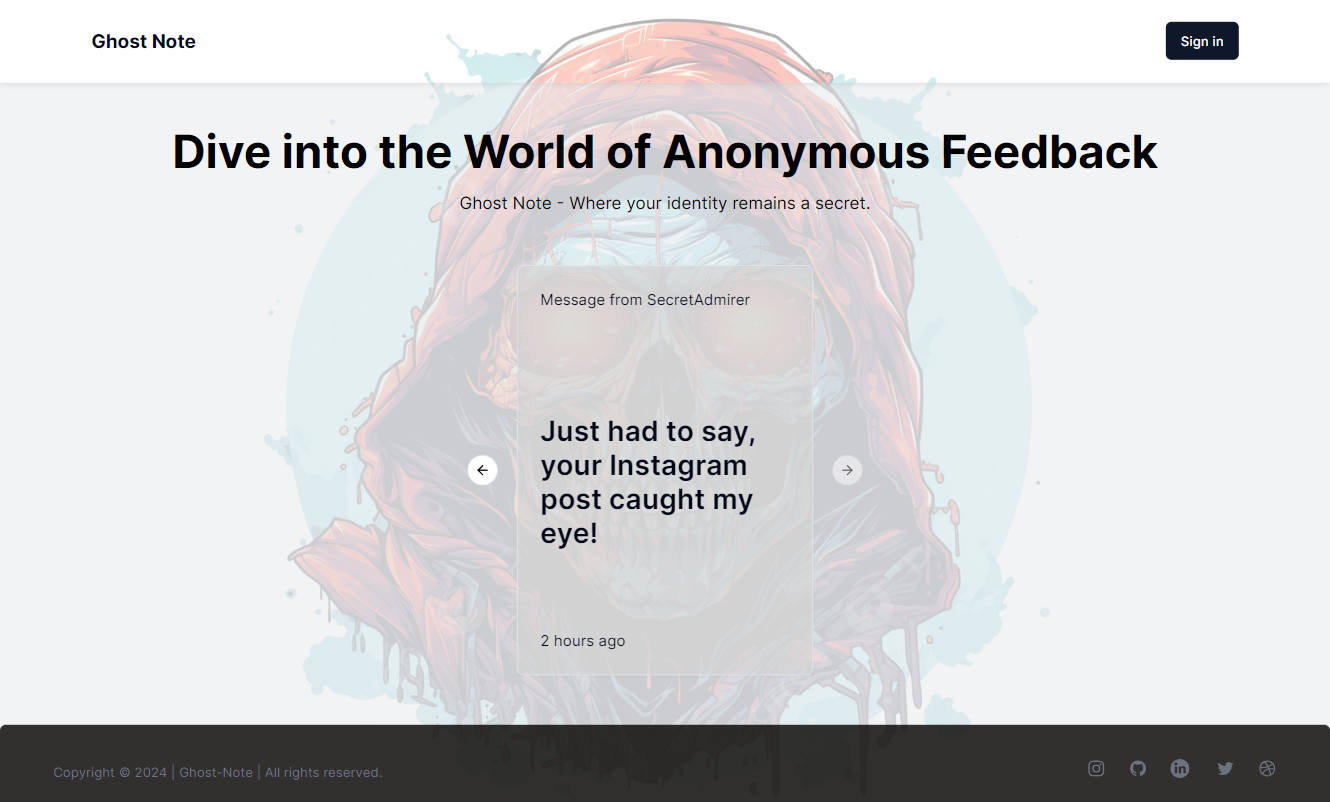 Ghost Note
Sign in
Dive into the World of Anonymous Feedback
Ghost Note - Where your identity remains a secret.
Message from SecretAdmirer
Just had to say,
your Instagram
post caught my
eye!
2 hours ago
Copyright © 2024 | Ghost-Note | All rights reserved.